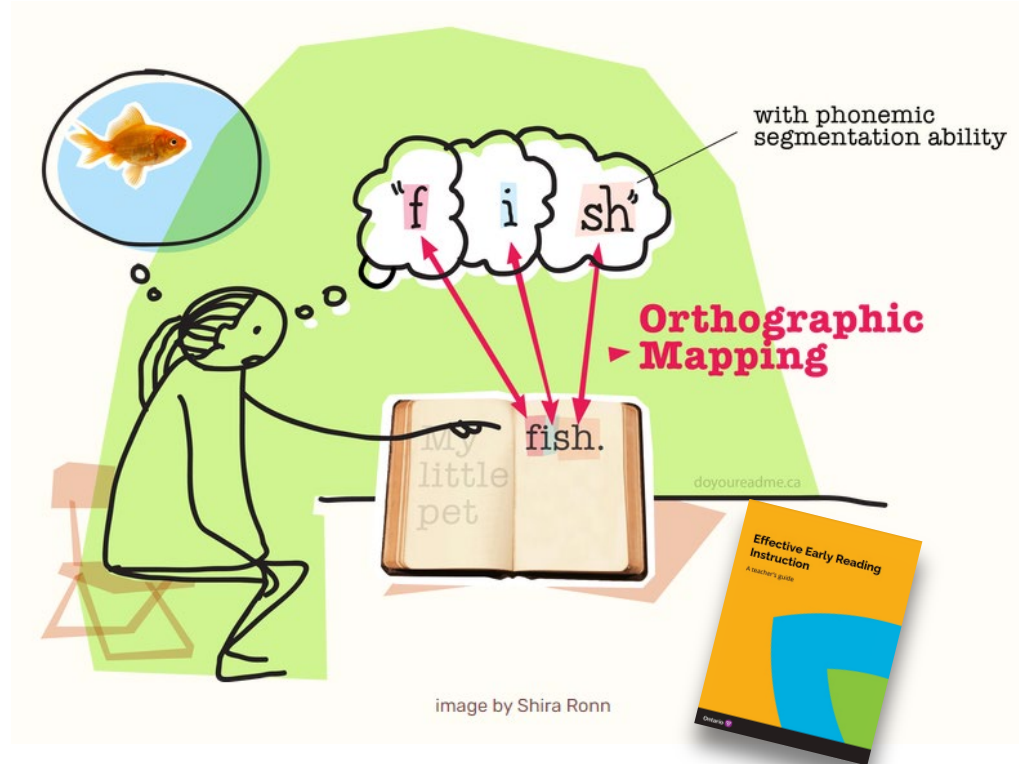 with phonemic
segmentation ability
"f i sh"
Orthographic
Mapping
My
little
pet
fish.
doyoureadme.ca
Effective Early Reading
Instruction
A teacher's guide
Ontario
image by Shira Ronn